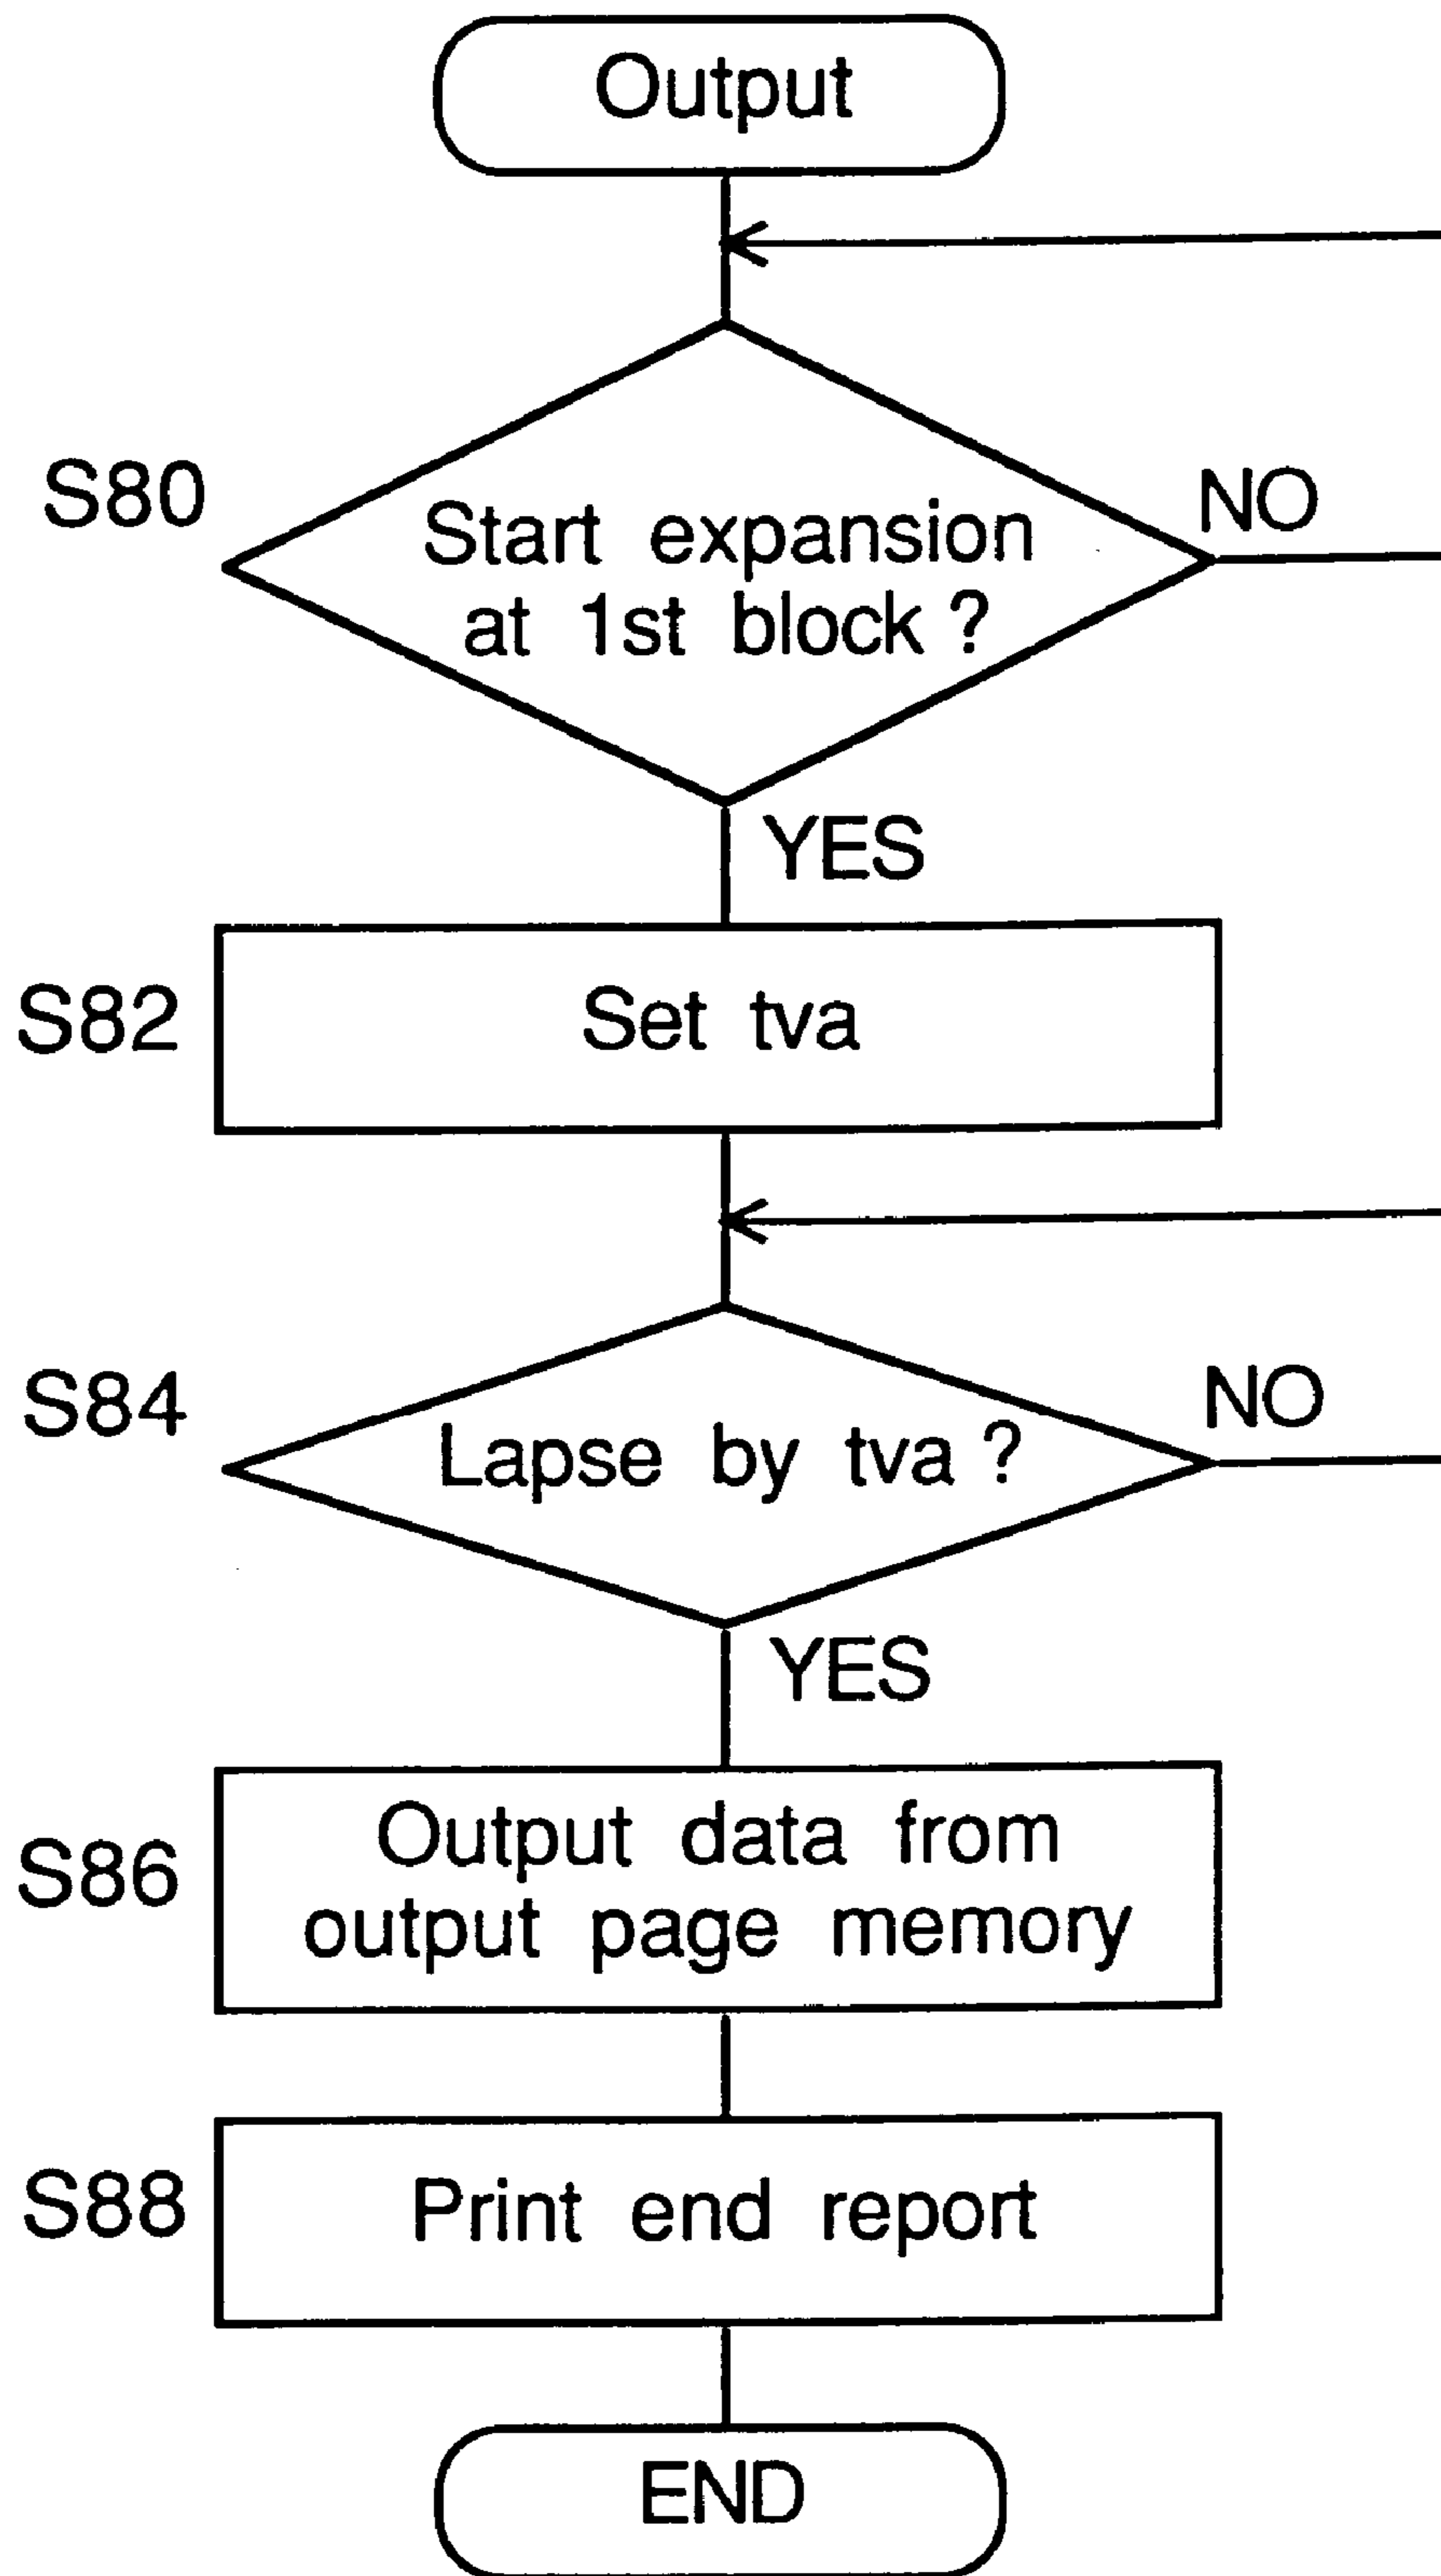 Output
S80
Start expansion
at 1st block ?
NO
YES
S82
Set tva
S84
Lapse by tva ?
NO
YES
S86
Output data from
output page memory
S88
Print end report
END